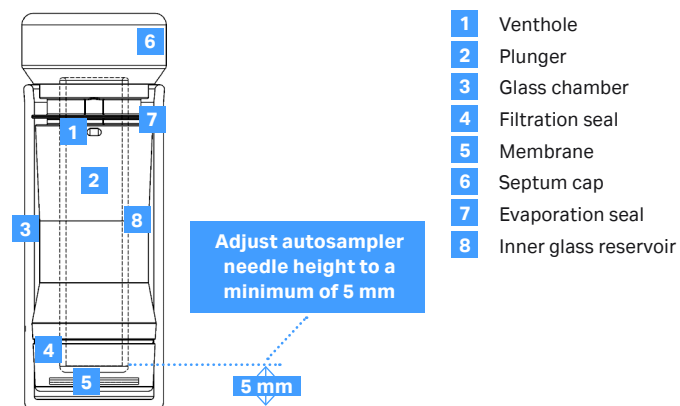 6
7
1
2
3
8
4
5
Adjust autosampler
needle height to a
minimum of 5 mm
5 mm
1 Venthole
2 Plunger
3 Glass chamber
4 Filtration seal
5 Membrane
6 Septum cap
7 Evaporation seal
8 Inner glass reservoir